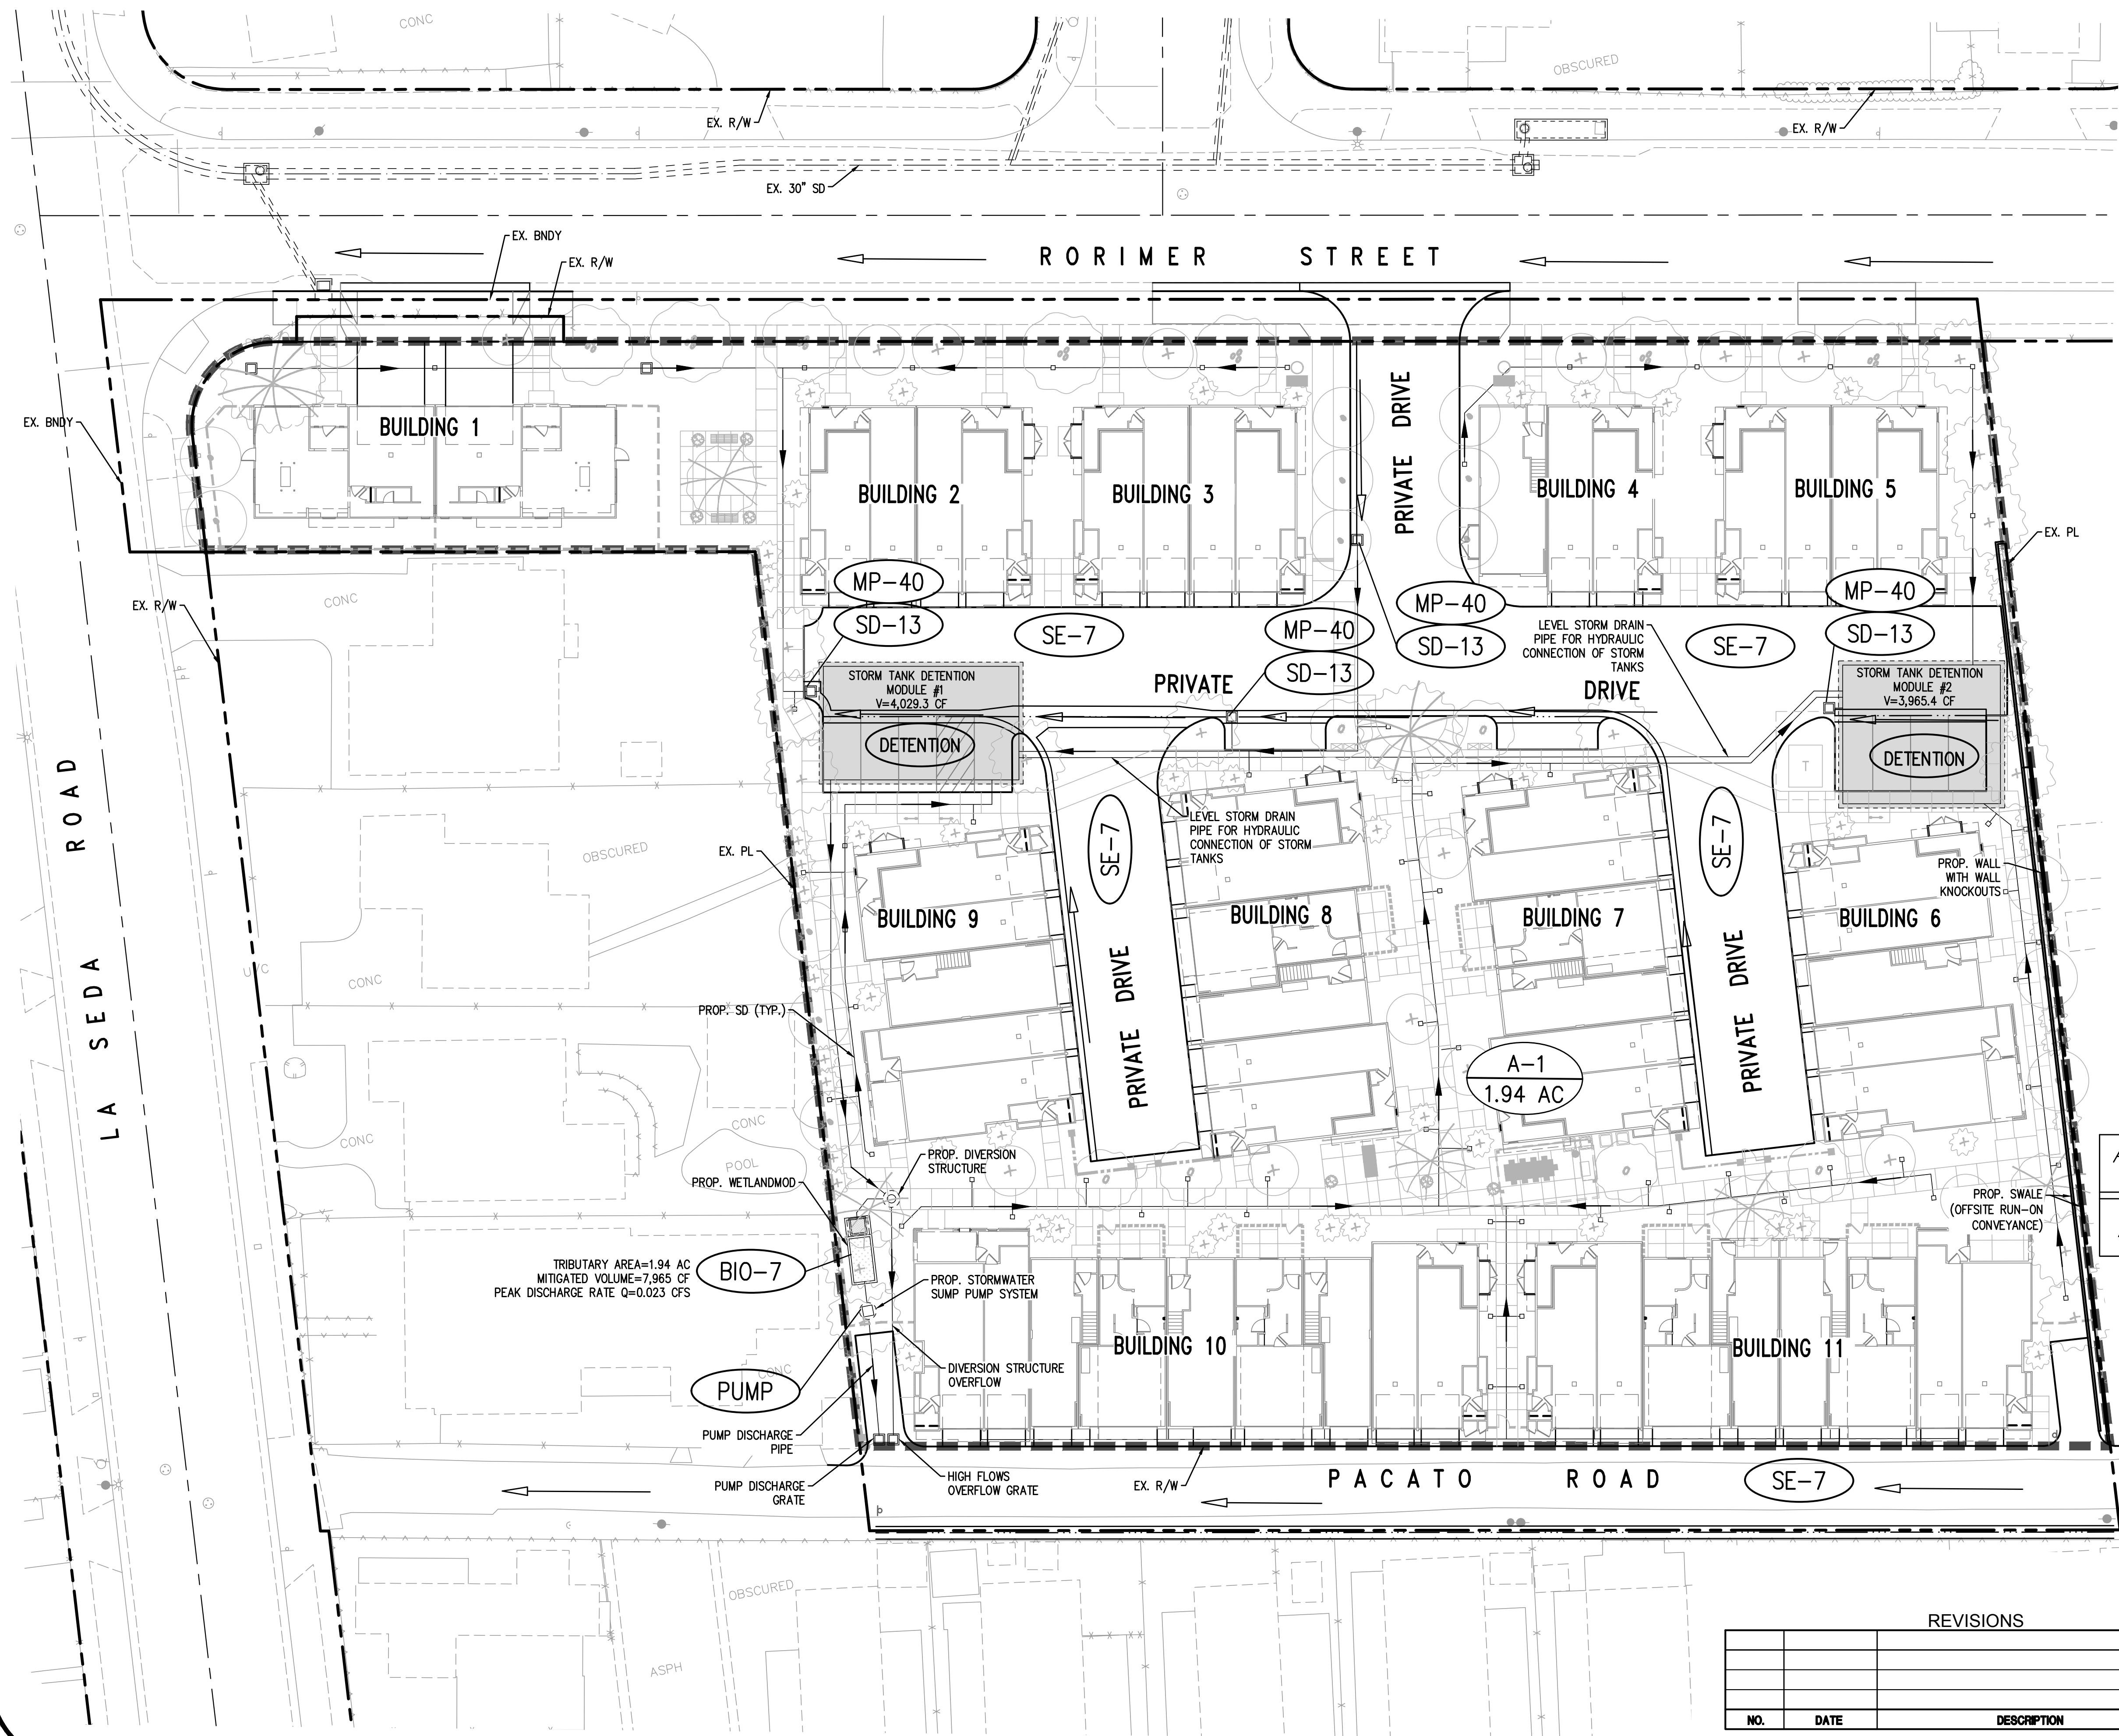 CONC
OBSCURED
EX. R/W
EX. R/W
EX. 30" SD
EX. BNDY
EX. R/W
RORIMER STREET
EX. BNDY
BUILDING 1
BUILDING 2
BUILDING 3
PRIVATE DRIVE
BUILDING 4
BUILDING 5
EX. PL
EX. R/W
CONC
MP-40
SD-13
SE-7
MP-40
SD-13
MP-40
SD-13
LEVEL STORM DRAIN
PIPE FOR HYDRAULIC
CONNECTION OF STORM
TANKS
SE-7
MP-40
SD-13
STORM TANK DETENTION
MODULE #1
V=4,029.3 CF
DETENTION
PRIVATE DRIVE
STORM TANK DETENTION
MODULE #2
V=3,965.4 CF
DETENTION
T
LA SEDA ROAD
OBSCURED
EX. PL
SE-7
LEVEL STORM DRAIN
PIPE FOR HYDRAULIC
CONNECTION OF STORM
TANKS
SE-7
PROP. WALL
WITH WALL
KNOCKOUTS
BUILDING 9
BUILDING 8
BUILDING 7
BUILDING 6
CONC
PROP. SD (TYP.)
PRIVATE DRIVE
PRIVATE DRIVE
A-1
1.94 AC
CONC
CONC
POOL
PROP. DIVERSION
STRUCTURE
PROP. WETLANDMOD
PROP. SWALE
(OFFSITE RUN-ON
CONVEYANCE)
TRIBUTARY AREA=1.94 AC
MITIGATED VOLUME=7,965 CF
PEAK DISCHARGE RATE Q=0.023 CFS
BIO-7
PROP. STORMWATER
SUMP PUMP SYSTEM
BUILDING 10
BUILDING 11
CONC
PUMP
DIVERSION STRUCTURE
OVERFLOW
PUMP DISCHARGE
PIPE
PUMP DISCHARGE
GRATE
HIGH FLOWS
OVERFLOW GRATE
EX. R/W
PACATO ROAD
SE-7
OBSCURED
ASPH
REVISIONS
NO. DATE DESCRIPTION